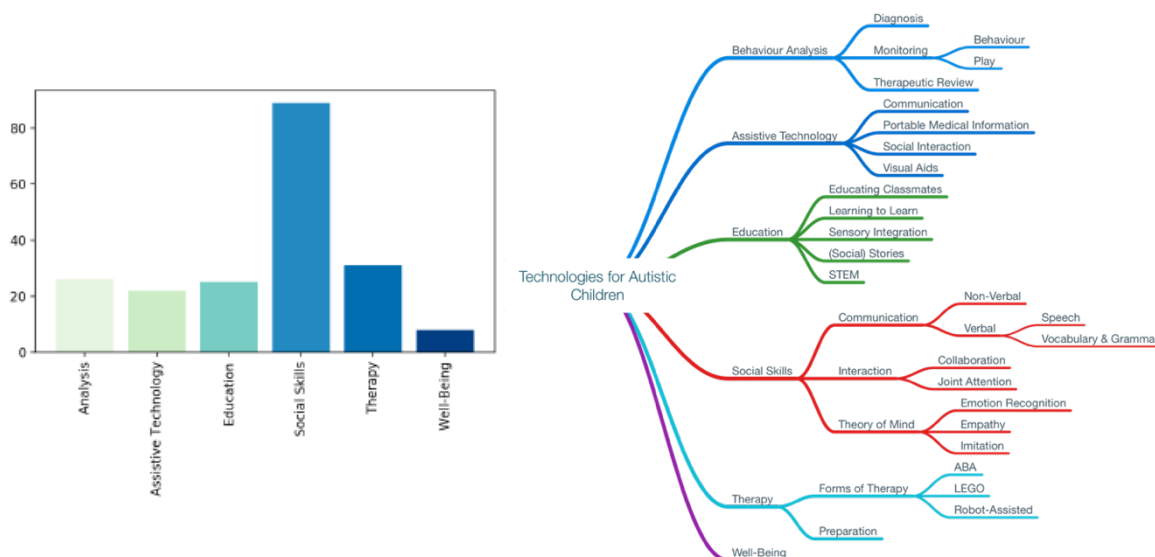 80
60
40
20
0
Analysis
Assistive Technology
Education
Social Skills
Therapy
Well-Being
Technologies for Autistic
Children
Behaviour Analysis
Diagnosis
Monitoring
Behaviour
Play
Therapeutic Review
Assistive Technology
Communication
Portable Medical Information
Social Interaction
Visual Aids
Education
Educating Classmates
Learning to Learn
Sensory Integration
(Social) Stories
STEM
Social Skills
Communication
Non-Verbal
Verbal
Speech
Vocabulary & Gramma
Interaction
Collaboration
Joint Attention
Theory of Mind
Emotion Recognition
Empathy
Imitation
Therapy
Forms of Therapy
ABA
LEGO
Robot-Assisted
Preparation
Well-Being